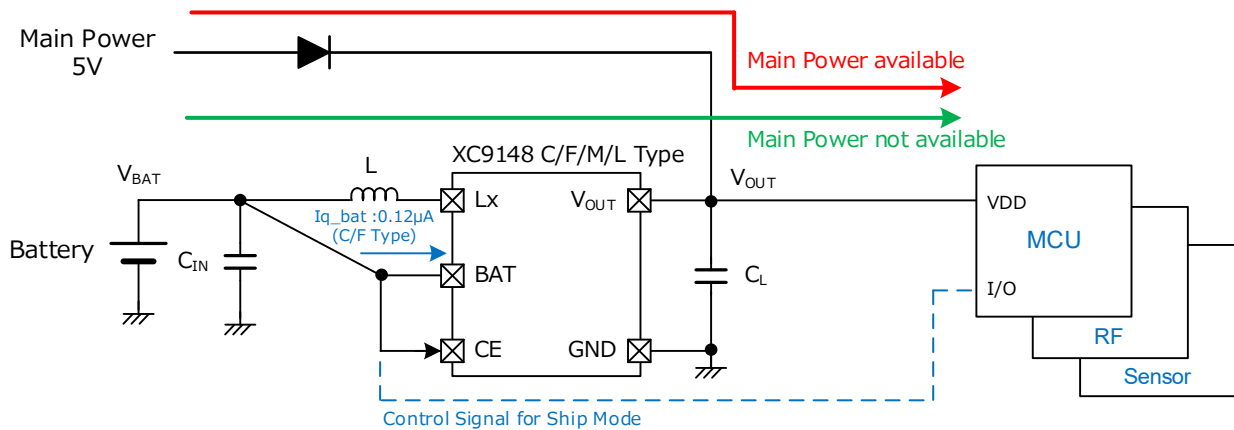 Main Power
5V
Main Power available
Main Power not available
XC9148 C/F/M/L Type
L
VBAT
VOUT
VOUT
Lx
VDD
Iq_bat :0.12µA
(C/F Type)
MCU
Battery
CIN
BAT
CL
I/O
CE
GND
RF
Sensor
Control Signal for Ship Mode